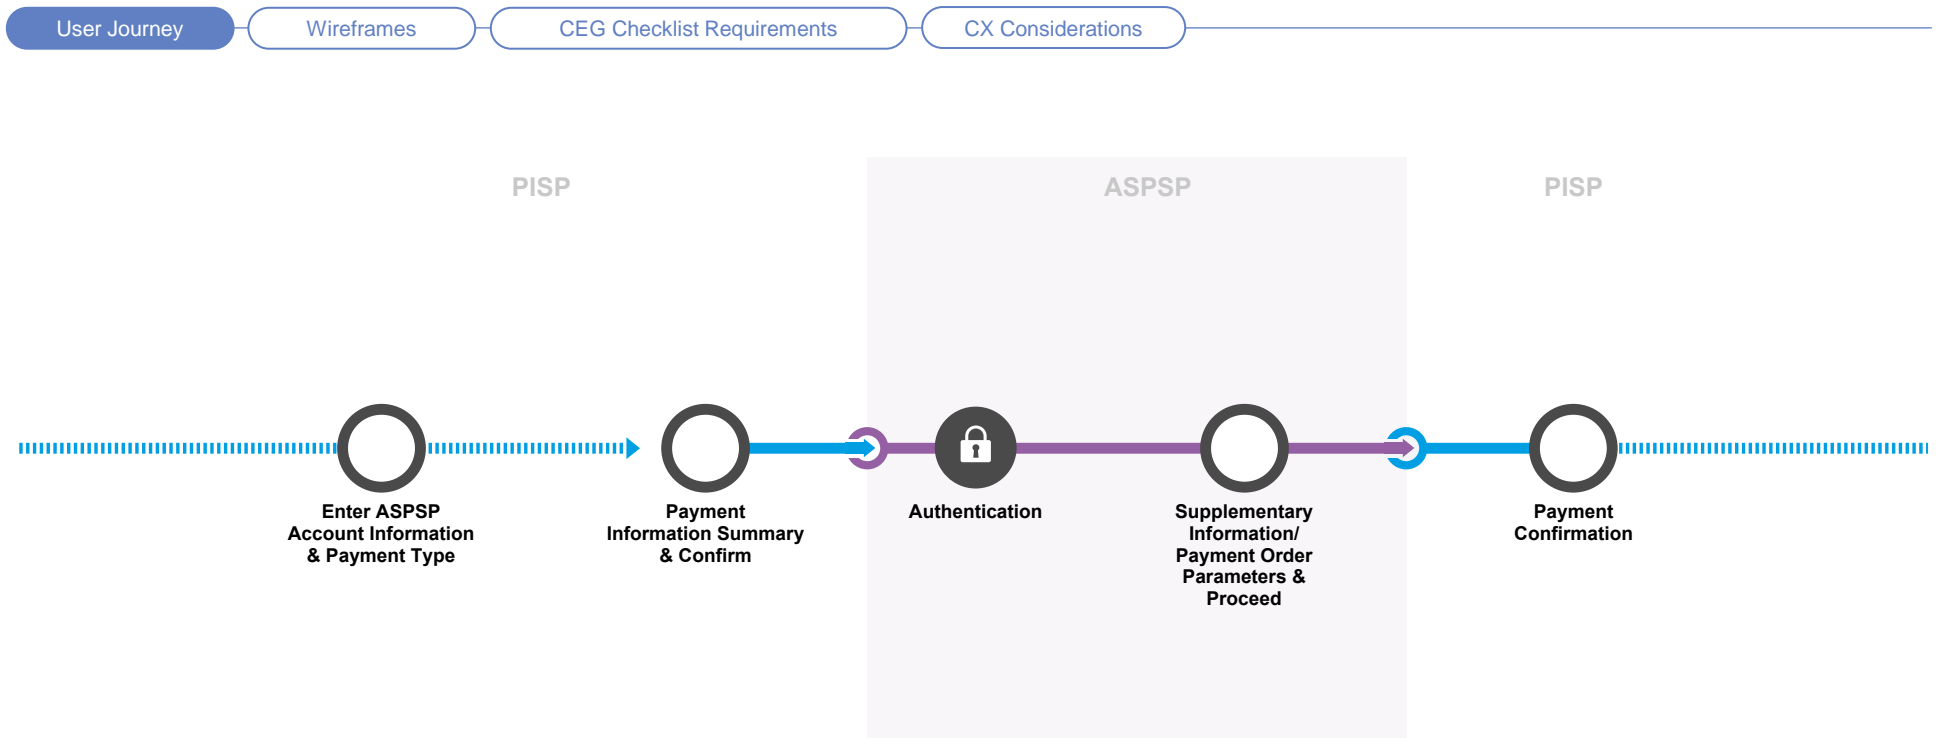 User Journey
Wireframes
CEG Checklist Requirements
CX Considerations
PISP
ASPSP
PISP
Enter ASPSP
Account Information
& Payment Type
Payment
Information Summary
& Confirm
Authentication
Supplementary
Information/
Payment Order
Parameters &
Proceed
Payment
Confirmation